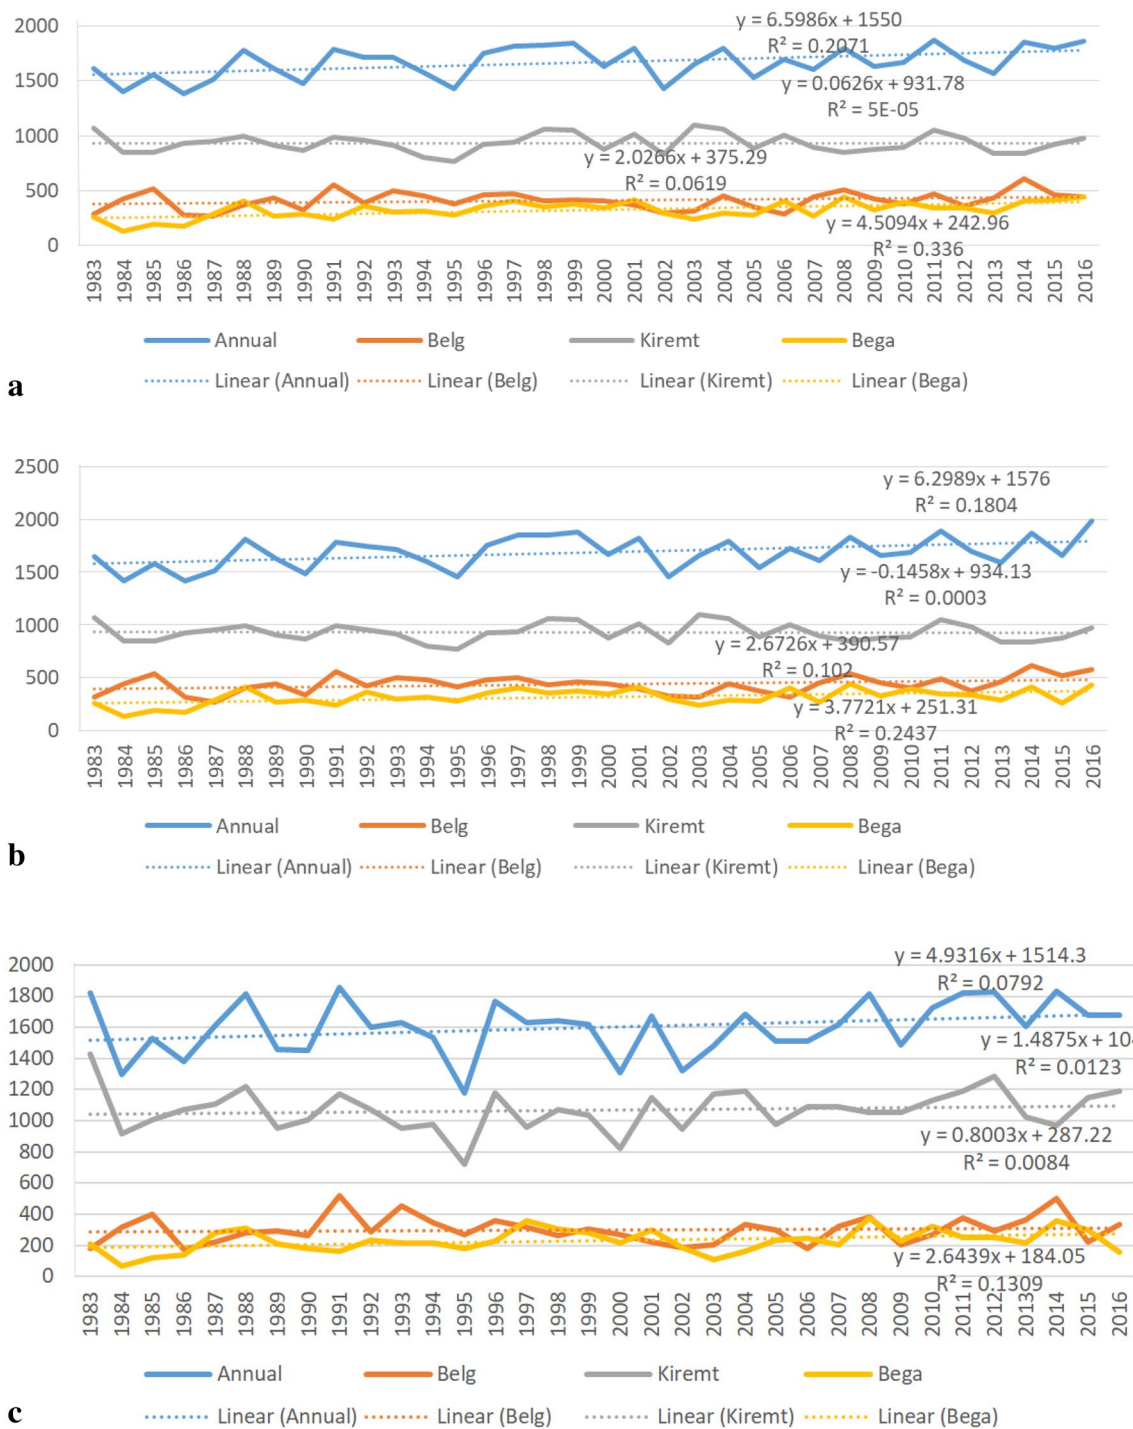 2000
y = 6.5986x + 1550
R² = 0.2071
1500
y = 0.0626x + 931.78
R² = 5E-05
1000
y = 2.0266x + 375.29
R² = 0.0619
500
y = 4.5094x + 242.96
R² = 0.336
0
1983 1984 1985 1986 1987 1988 1989 1990 1991 1992 1993 1994 1995 1996 1997 1998 1999 2000 2001 2002 2003 2004 2005 2006 2007 2008 2009 2010 2011 2012 2013 2014 2015 2016
Annual Belg Kiremt Bega
Linear (Annual) Linear (Belg) Linear (Kiremt) Linear (Bega)
a
2500
y = 6.2989x + 1576
R² = 0.1804
2000
1500
y = -0.1458x + 934.13
R² = 0.0003
1000
y = 2.6726x + 390.57
R² = 0.102
500
y = 3.7721x + 251.31
R² = 0.2437
0
1983 1984 1985 1986 1987 1988 1989 1990 1991 1992 1993 1994 1995 1996 1997 1998 1999 2000 2001 2002 2003 2004 2005 2006 2007 2008 2009 2010 2011 2012 2013 2014 2015 2016
Annual Belg Kiremt Bega
b
Linear (Annual) Linear (Belg) Linear (Kiremt) Linear (Bega)
y = 4.9316x + 1514.3
2000
R² = 0.0792
1800
1600
1400
y = 1.4875x + 104
R² = 0.0123
1200
1000
y = 0.8003x + 287.22
R² = 0.0084
800
600
400
200
y = 2.6439x + 184.05
R² = 0.1309
0
1983 1984 1985 1986 1987 1988 1989 1990 1991 1992 1993 1994 1995 1996 1997 1998 1999 2000 2001 2002 2003 2004 2005 2006 2007 2008 2009 2010 2011 2012 2013 2014 2015 2016
Annual Belg Kiremt Bega
Linear (Annual) Linear (Belg) Linear (Kiremt) Linear (Bega)
c